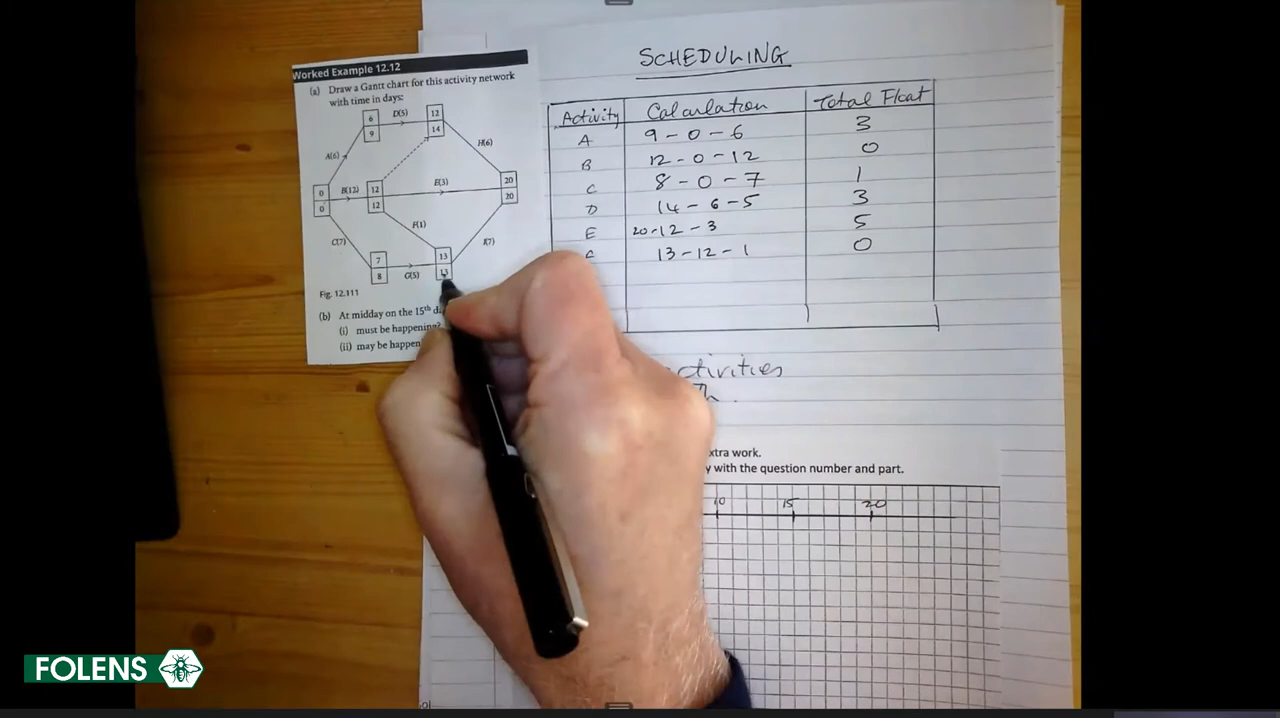 SCHEDULING
Worked Example 12.12
(a) Draw a Gantt chart for this activity network
with time in days:
6
9
D(5)
12
14
A(6)
H(6)
0
0
B(12)
12
12
E(3)
20
20
C(7)
F(1)
I(7)
7
8
G(5)
13
13
Fig. 12.111
(b) At midday on the 15th
(i) must be happening?
(ii) may be
Activity Calculation Total Float
A 9 - 0 - 6 3
B 12 - 0 - 12 0
C 8 - 0 - 7 1
D 14 - 6 - 5 3
E 20 - 12 - 3 5
13 - 12 - 1 0
xtra work.
y with the question number and part.
10 15 20
FOLENS